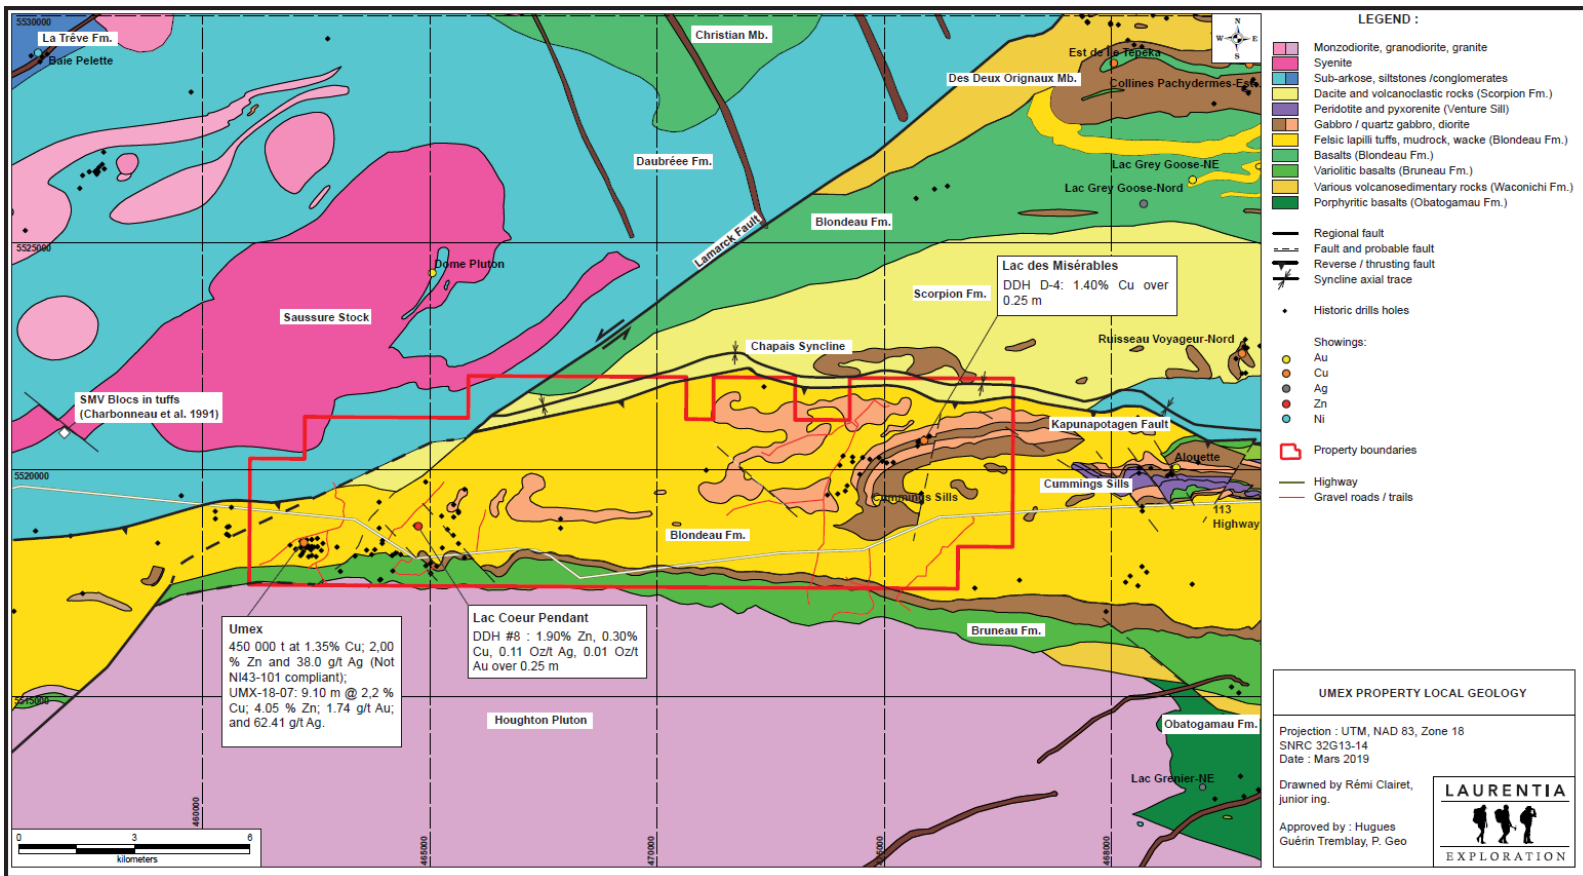 5530000
La Trêve Fm.
Baie Pelette
Christian Mb.
Des Deux Orignaux Mb.
Est de Le Tepeka
Collines Pachydermes-Est
N
W
E
S
Daubréee Fm.
Lac Grey Goose-NE
Lac Grey Goose-Nord
Blondeau Fm.
Lamarck Fault
5525000
Dome Pluton
Saussure Stock
Lac des Misérables
DDH D-4: 1.40% Cu over
0.25 m
Scorpion Fm.
Ruisseau Voyageur-Nord
Chapais Syncline
SMV Blocs in tuffs
(Charbonneau et al. 1991)
Kapunapotagen Fault
Alouette
5520000
Cummings Sills
Cummings Sills
113
Highway
Blondeau Fm.
Umex
450 000 t at 1.35% Cu; 2,00
% Zn and 38.0 g/t Ag (Not
NI43-101 compliant);
UMX-18-07: 9.10 m @ 2,2 %
Cu; 4.05 % Zn; 1.74 g/t Au;
and 62.41 g/t Ag.
Lac Coeur Pendant
DDH #8 : 1.90% Zn, 0.30%
Cu, 0.11 Oz/t Ag, 0.01 Oz/t
Au over 0.25 m
Bruneau Fm.
5515000
Houghton Pluton
Obatogamau Fm.
Lac Grenier-NE
460000
465000
470000
468000
0 3 6
kilometers
LEGEND :
Monzodiorite, granodiorite, granite
Syenite
Sub-arkose, siltstones /conglomerates
Dacite and volcanoclastic rocks (Scorpion Fm.)
Peridotite and pyxorenite (Venture Sill)
Gabbro / quartz gabbro, diorite
Felsic lapilli tuffs, mudrock, wacke (Blondeau Fm.)
Basalts (Blondeau Fm.)
Variolitic basalts (Bruneau Fm.)
Various volcanosedimentary rocks (Waconichi Fm.)
Porphyritic basalts (Obatogamau Fm.)
Regional fault
Fault and probable fault
Reverse / thrusting fault
Syncline axial trace
Historic drills holes
Showings:
Au
Cu
Ag
Zn
Ni
Property boundaries
Highway
Gravel roads / trails
UMEX PROPERTY LOCAL GEOLOGY
Projection : UTM, NAD 83, Zone 18
SNRC 32G13-14
Date : Mars 2019
Drawned by Rémi Clairet,
junior ing.
Approved by : Hugues
Guérin Tremblay, P. Geo
LAURENTIA
EXPLORATION